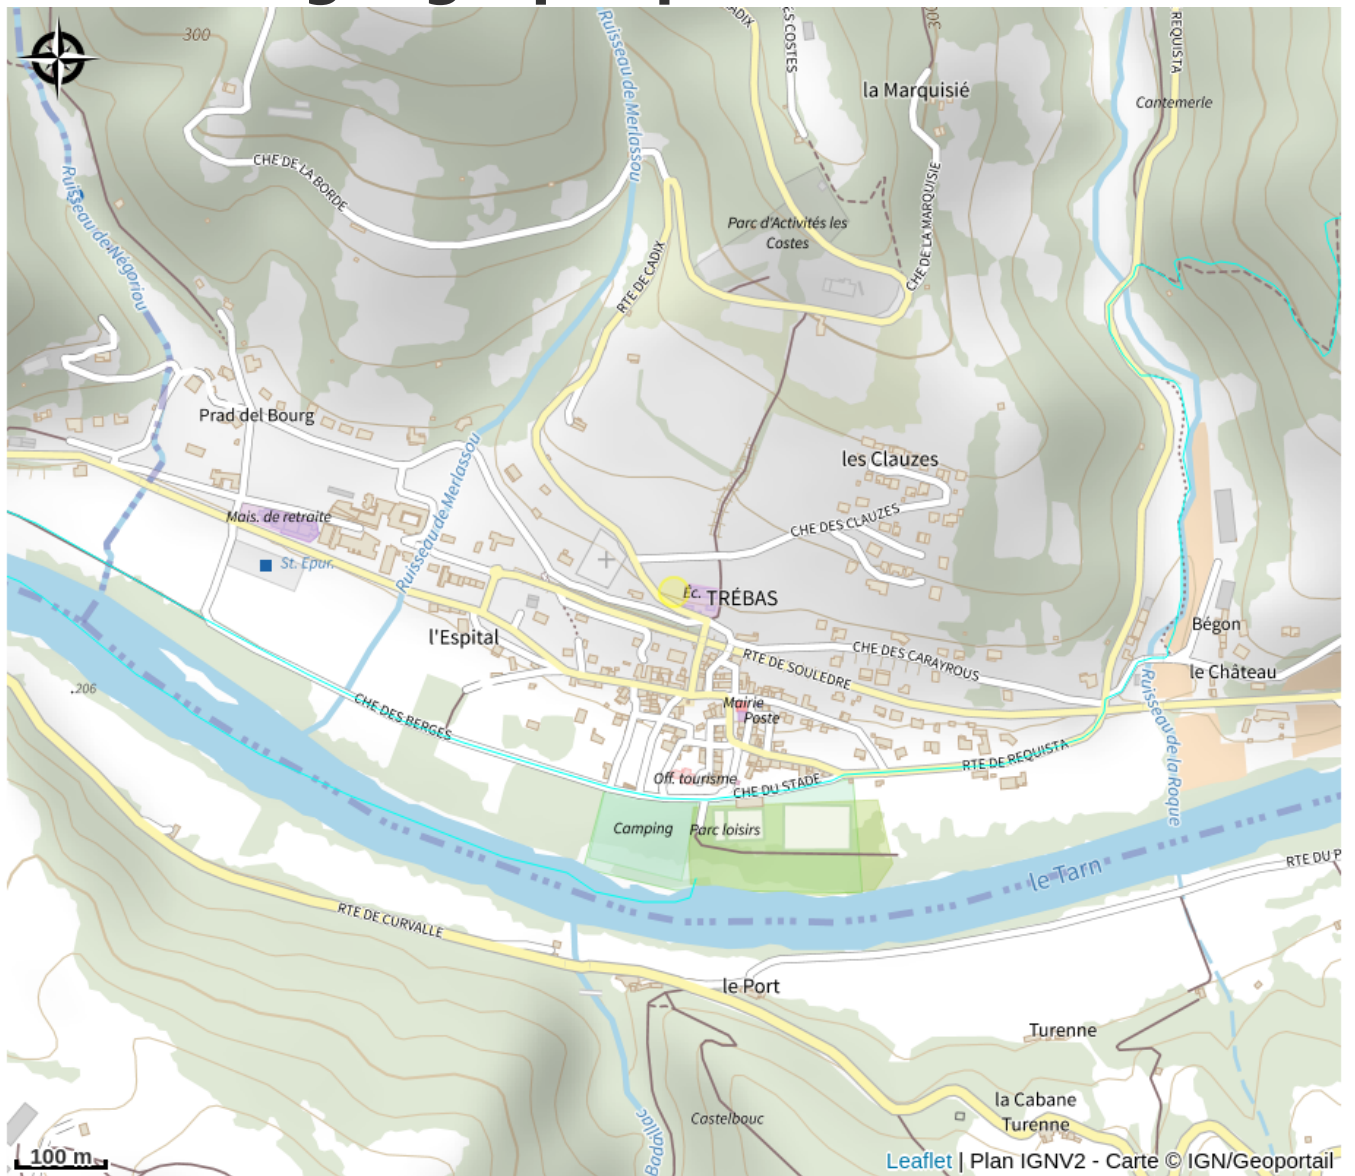 300
CADIX
S COSTES
300
REQUISTA
la Marquisié
Cantemerle
Ruisseau de Merlassou
CHE DE LA BORDE
Ruisseau de Négoriou
CHE DE LA MARQUISIE
Parc d'Activités les
Costes
RTE DE CADIX
Prad del Bourg
les Clauzes
Ruisseau de Merlassou
Mais. de retraite
CHE DES CLAUZES
St. Epur.
Éc.
TRÉBAS
Bégon
l'Espital
CHE DES CARAYROUS
RTE DE SOULEDRE
le Château
.206
CHE DES BERGES
Mairie
Poste
Ruisseau de la Roque
RTE DE REQUISTA
Off. tourisme
CHE DU STADE
Camping
Parc loisirs
le Tarn
RTE DU P
RTE DE CURVALLE
le Port
Turenne
la Cabane
Turenne
Castelbouc
Bapaillac
100 m
Leaflet | Plan IGNV2 - Carte © IGN/Geoportail